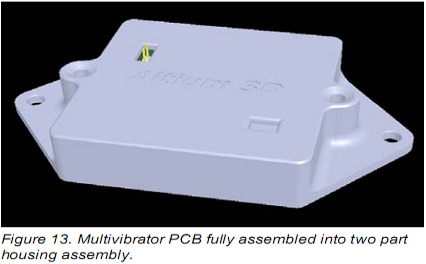 Altium 3D
Figure 13. Multivibrator PCB fully assembled into two part
housing assembly.